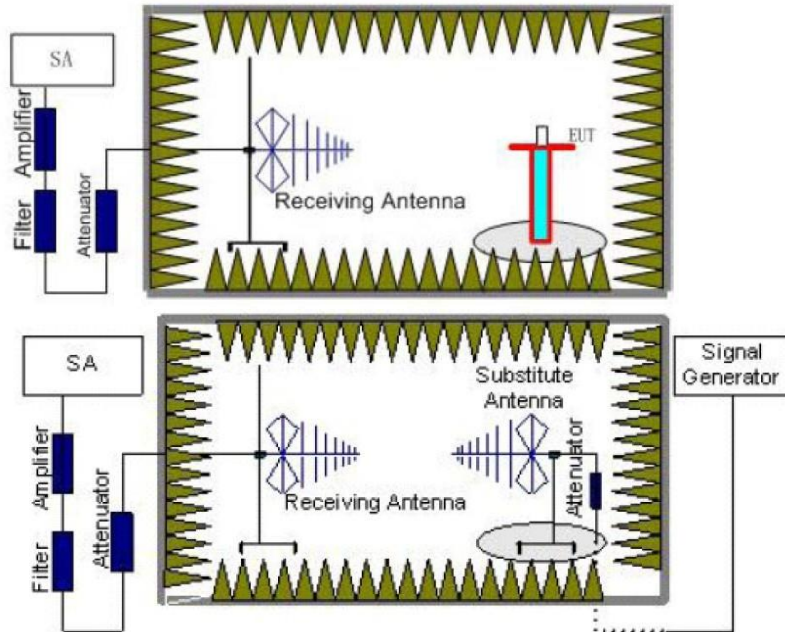 SA
Amplifier
Filter
Attenuator
Receiving Antenna
EUT
SA
Amplifier
Filter
Attenuator
Receiving Antenna
Substitute
Antenna
Attenuator
Signal
Generator